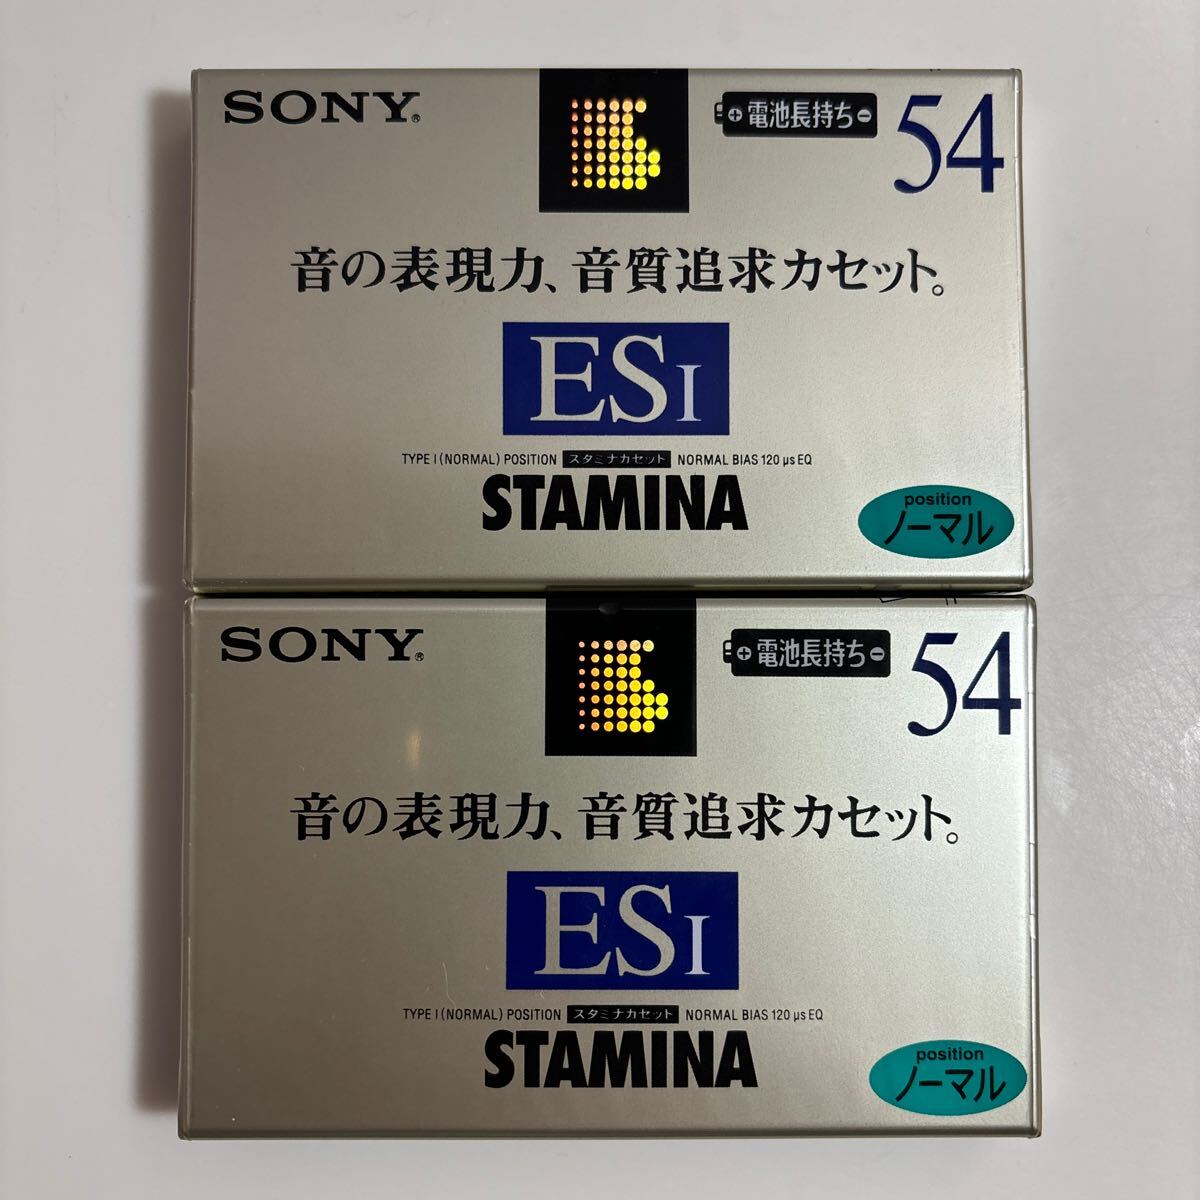 SONY®
+電池長持ち-
54
音の表現力、音質追求カセット。
ESI
TYPE I (NORMAL) POSITION スタミナカセット NORMAL BIAS 120 μs EQ
STAMINA
position
ノーマル
SONY®
+電池長持ち-
54
音の表現力、音質追求カセット。
ESI
TYPE I (NORMAL) POSITION スタミナカセット NORMAL BIAS 120 μs EQ
STAMINA
position
ノーマル